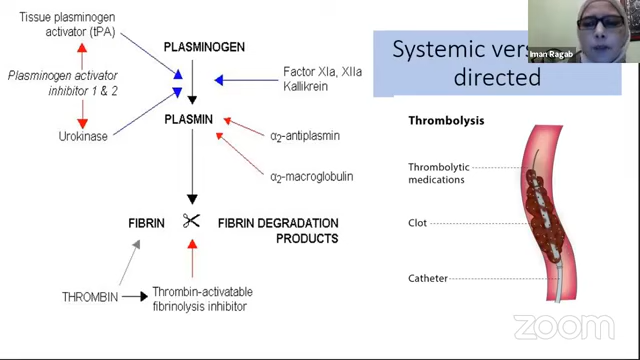 Tissue plasminogen
activator (tPA)
Plasminogen activator
inhibitor 1 & 2
Urokinase
PLASMINOGEN
Factor XIa, XIIa
Kallikrein
PLASMIN
α2-antiplasmin
α2-macroglobulin
FIBRIN
FIBRIN DEGRADATION
PRODUCTS
THROMBIN
Thrombin-activatable
fibrinolysis inhibitor
Systemic
directed
Iman Ragab
Thrombolysis
Thrombolytic
medications
Clot
Catheter
zoom